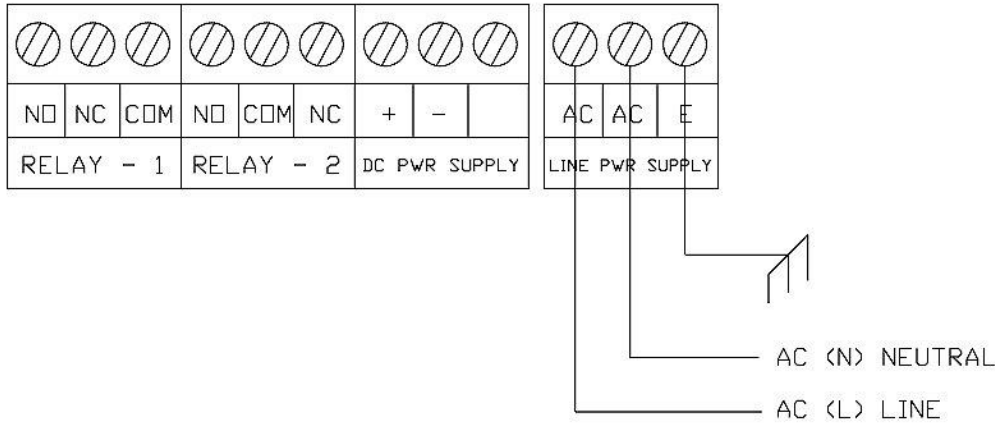 NO NC COM NO COM NC + - AC AC E
RELAY - 1 RELAY - 2 DC PWR SUPPLY LINE PWR SUPPLY
AC (N) NEUTRAL
AC (L) LINE